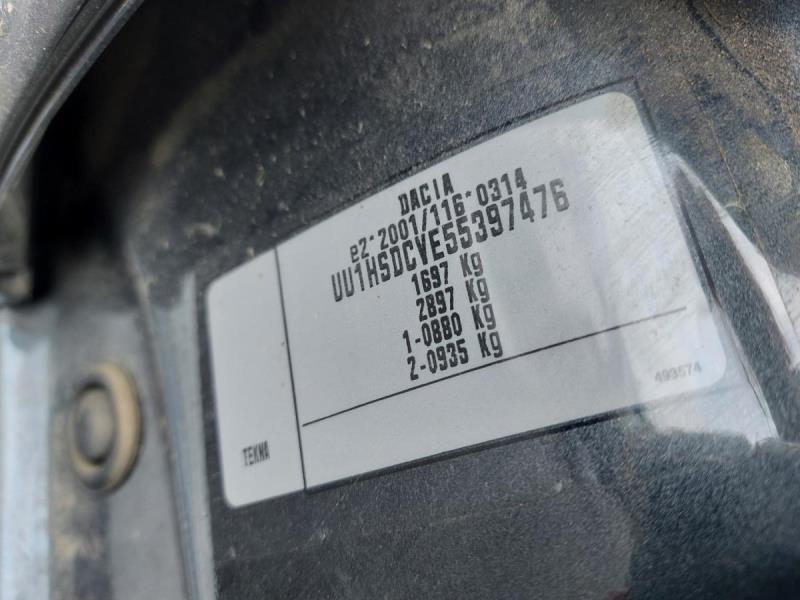 DACIA
e2*2001/116*0314
UU1HSDCVE55397476
1697 Kg
2897 Kg
1-0880 Kg
2-0935 Kg
493574
TEKNA